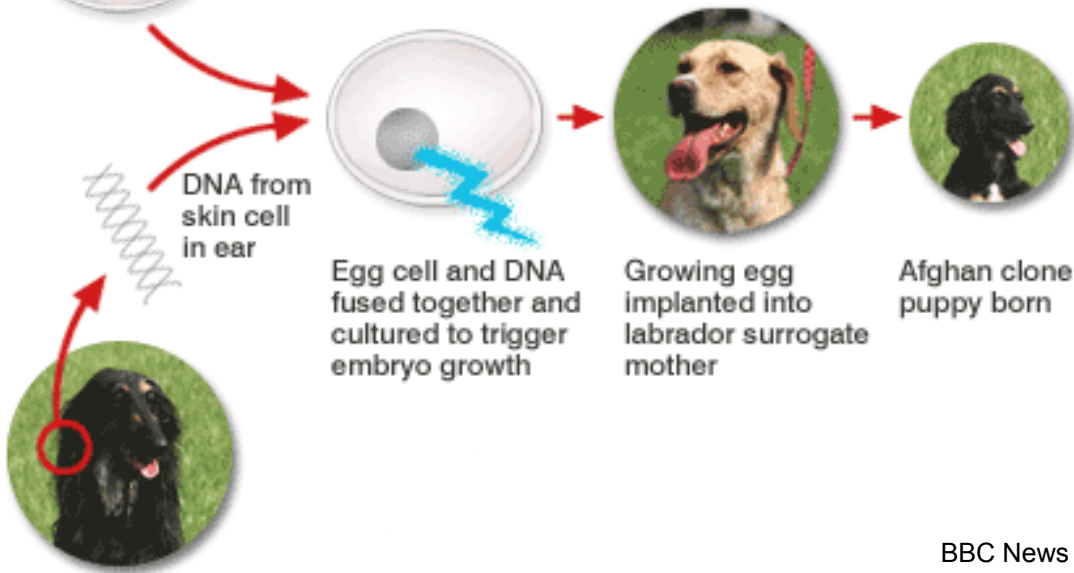 DNA from
skin cell
in ear
Egg cell and DNA
fused together and
cultured to trigger
embryo growth
Growing egg
implanted into
labrador surrogate
mother
Afghan clone
puppy born
BBC News